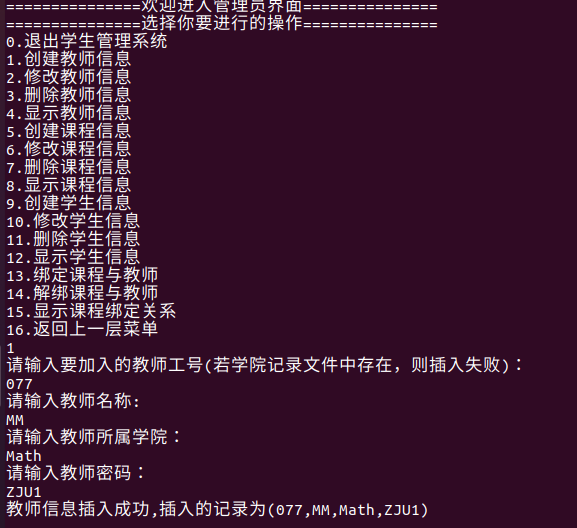 ===============欢迎进入管理员界面===============
===============选择你要进行的操作===============
0.退出学生管理系统
1.创建教师信息
2.修改教师信息
3.删除教师信息
4.显示教师信息
5.创建课程信息
6.修改课程信息
7.删除课程信息
8.显示课程信息
9.创建学生信息
10.修改学生信息
11.删除学生信息
12.显示学生信息
13.绑定课程与教师
14.解绑课程与教师
15.显示课程绑定关系
16.返回上一层菜单
1
请输入要加入的教师工号(若学院记录文件中存在，则插入失败)：
077
请输入教师名称:
MM
请输入教师所属学院：
Math
请输入教师密码：
ZJU1
教师信息插入成功,插入的记录为(077,MM,Math,ZJU1)